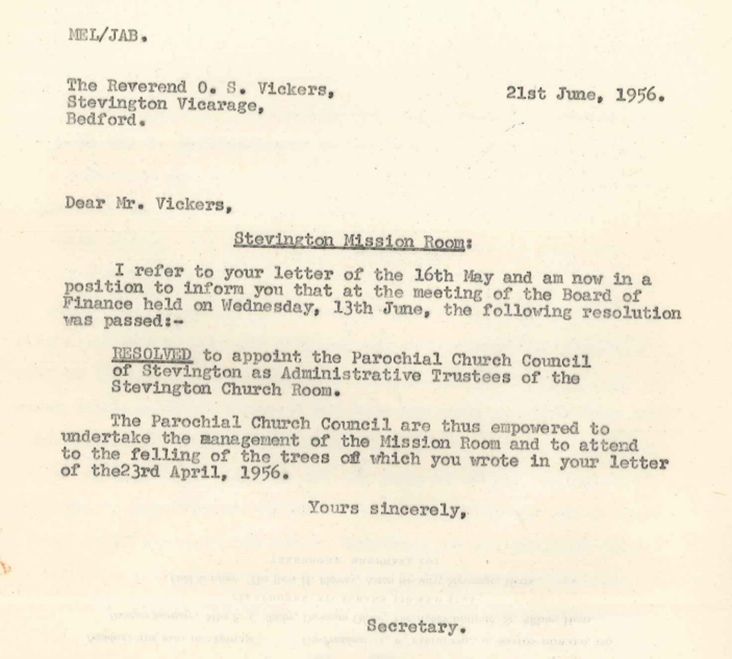 MEL/JAB.
The Reverend O. S. Vickers,
21st June, 1956.
Stevington Vicarage,
Bedford.
Dear Mr. Vickers,
Stevington Mission Room:
I refer to your letter of the 16th May and am now in a
position to inform you that at the meeting of the Board of
Finance held on Wednesday, 13th June, the following resolution
was passed:-
RESOLVED to appoint the Parochial Church Council
of Stevington as Administrative Trustees of the
Stevington Church Room.
The Parochial Church Council are thus empowered to
undertake the management of the Mission Room and to attend
to the felling of the trees of which you wrote in your letter
of the23rd April, 1956.
Yours sincerely,
Secretary.